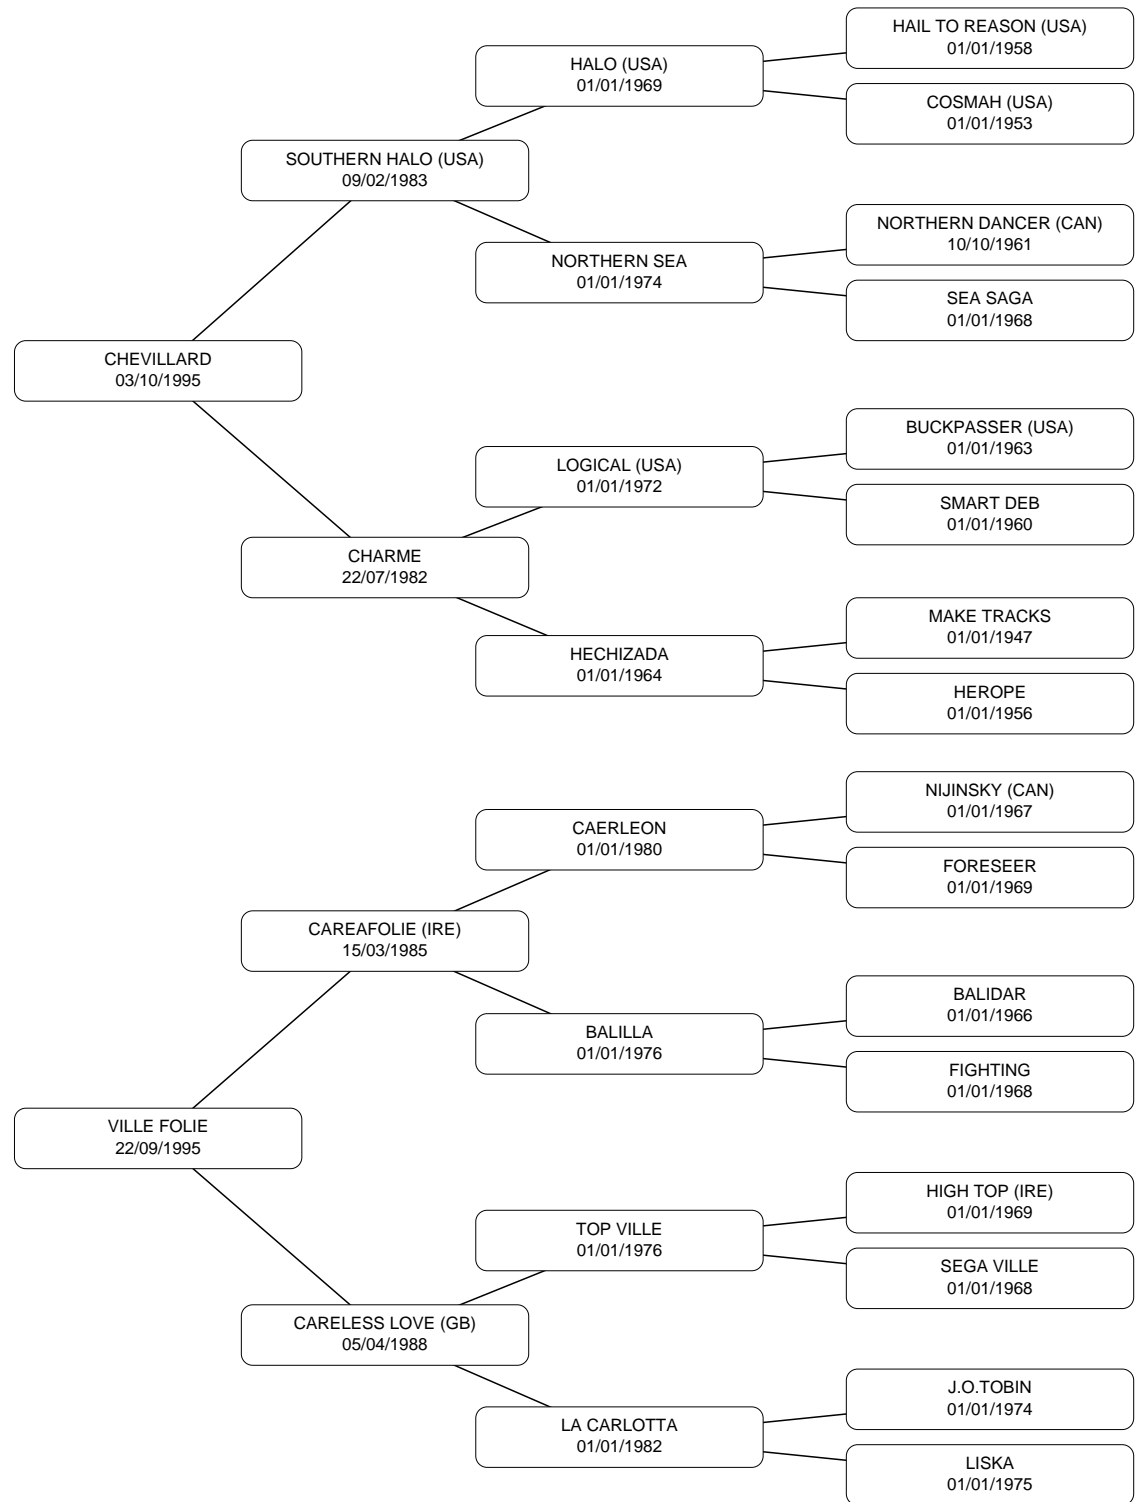 HAIL TO REASON (USA)
01/01/1958
HALO (USA)
01/01/1969
COSMAH (USA)
01/01/1953
SOUTHERN HALO (USA)
09/02/1983
NORTHERN DANCER (CAN)
10/10/1961
NORTHERN SEA
01/01/1974
SEA SAGA
01/01/1968
CHEVILLARD
03/10/1995
BUCKPASSER (USA)
01/01/1963
LOGICAL (USA)
01/01/1972
SMART DEB
01/01/1960
CHARME
22/07/1982
MAKE TRACKS
01/01/1947
HECHIZADA
01/01/1964
HEROPE
01/01/1956
NIJINSKY (CAN)
01/01/1967
CAERLEON
01/01/1980
FORESEER
01/01/1969
CAREAFOLIE (IRE)
15/03/1985
BALIDAR
01/01/1966
BALILLA
01/01/1976
FIGHTING
01/01/1968
VILLE FOLIE
22/09/1995
HIGH TOP (IRE)
01/01/1969
TOP VILLE
01/01/1976
SEGA VILLE
01/01/1968
CARELESS LOVE (GB)
05/04/1988
J.O.TOBIN
01/01/1974
LA CARLOTTA
01/01/1982
LISKA
01/01/1975